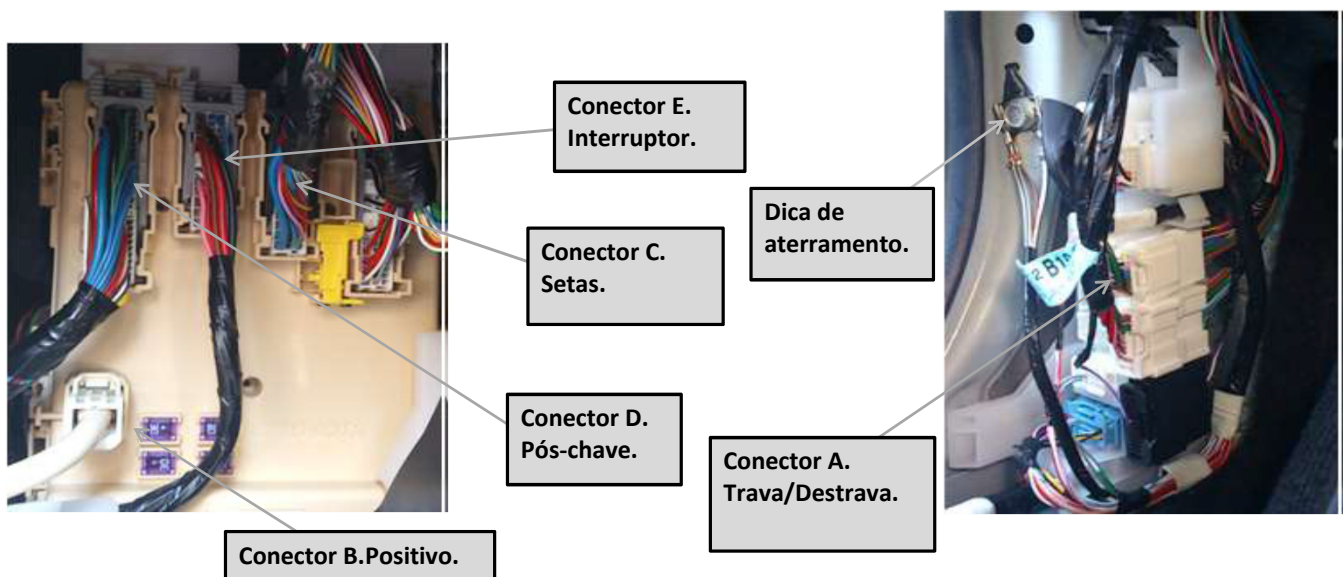 Conector E.
Interruptor.
Conector C.
Setas.
Dica de
aterramento.
Conector D.
Pós-chave.
Conector A.
Trava/Destrava.
Conector B.Positivo.